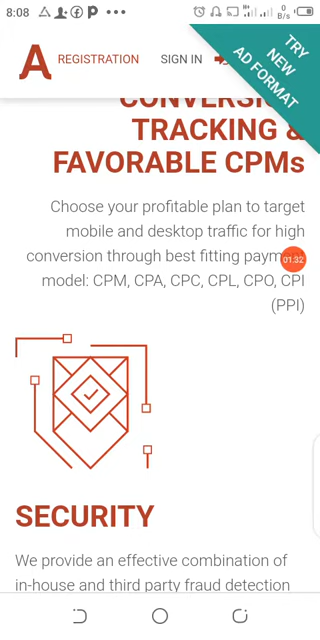 8:08
0
B/s
A REGISTRATION SIGN IN
TRY
NEW
AD FORMAT
CONVERSION
TRACKING &
FAVORABLE CPMs
Choose your profitable plan to target
mobile and desktop traffic for high
conversion through best fitting
model: CPM, CPA, CPC, CPL, CPO, CPI
(PPI)
01:32
SECURITY
We provide an effective combination of
in-house and third party fraud detection